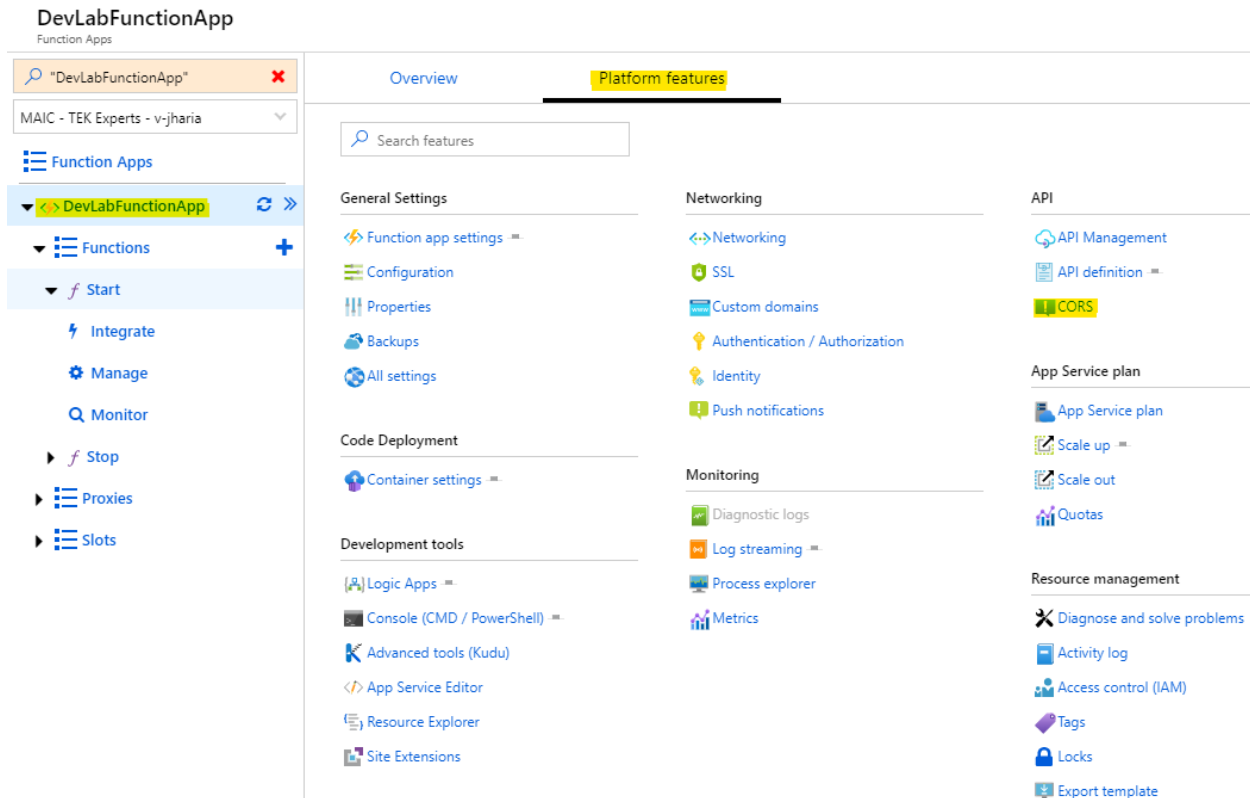 DevLabFunctionApp
Function Apps
"DevLabFunctionApp"
MAIC - TEK Experts - v-jharia
Function Apps
DevLabFunctionApp
Functions
Start
Integrate
Manage
Monitor
Stop
Proxies
Slots
Overview
Platform features
Search features
General Settings
Function app settings
Configuration
Properties
Backups
All settings
Code Deployment
Container settings
Development tools
Logic Apps
Console (CMD / PowerShell)
Advanced tools (Kudu)
App Service Editor
Resource Explorer
Site Extensions
Networking
Networking
SSL
Custom domains
Authentication / Authorization
Identity
Push notifications
Monitoring
Diagnostic logs
Log streaming
Process explorer
Metrics
API
API Management
API definition
CORS
App Service plan
App Service plan
Scale up
Scale out
Quotas
Resource management
Diagnose and solve problems
Activity log
Access control (IAM)
Tags
Locks
Export template